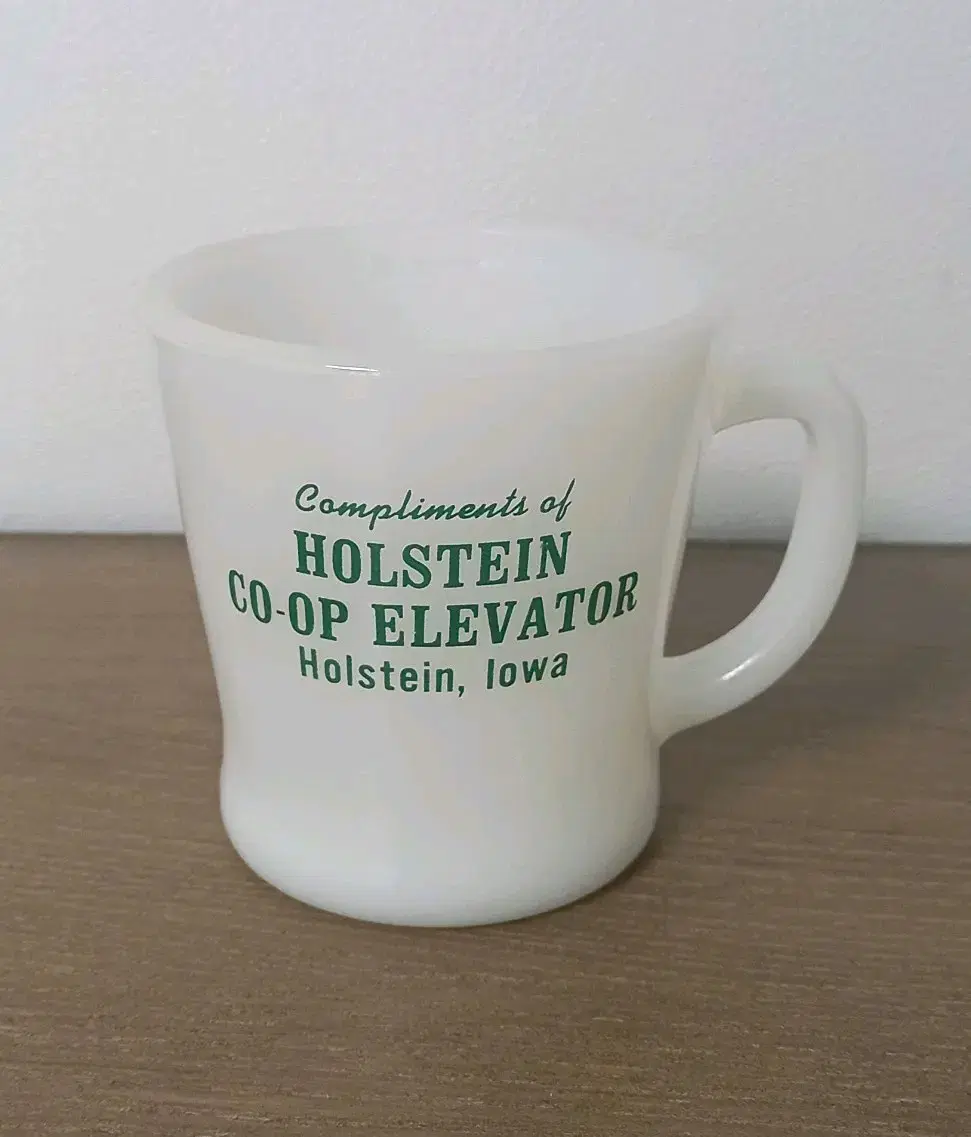 Compliments of
HOLSTEIN
CO-OP ELEVATOR
Holstein, Iowa